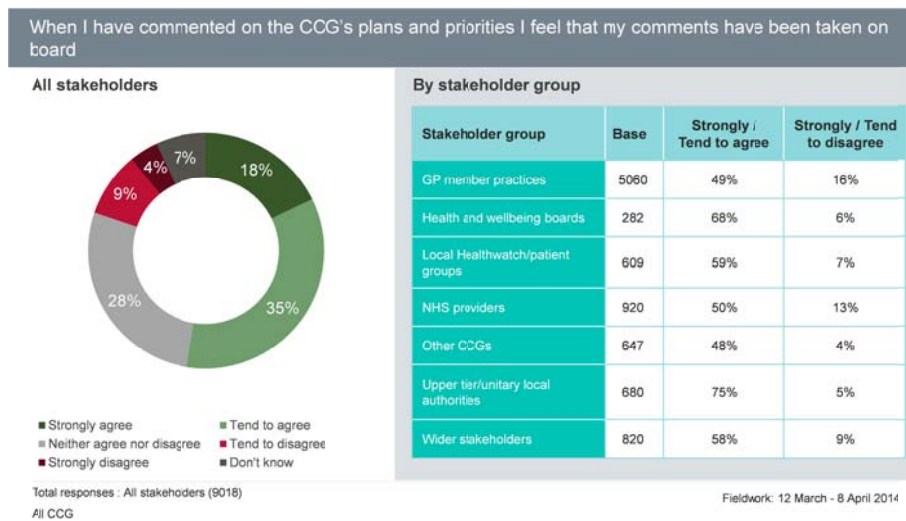 When I have commented on the CCG's plans and priorities I feel that my comments have been taken on
board
All stakeholders
18%
35%
28%
9%
4%
7%
Strongly agree
Tend to agree
Neither agree nor disagree
Tend to disagree
Strongly disagree
Don't know
By stakeholder group
Stakeholder group Base Strongly / Tend to agree Strongly / Tend to disagree
GP member practices 5060 49% 16%
Health and wellbeing boards 282 68% 6%
Local Healthwatch/patient groups 609 59% 7%
NHS providers 920 50% 13%
Other CCGs 647 48% 4%
Upper tier/unitary local authorities 680 75% 5%
Wider stakeholders 820 58% 9%
Total responses : All stakehoders (9018)
All CCG
Fieldwork: 12 March - 8 April 2014